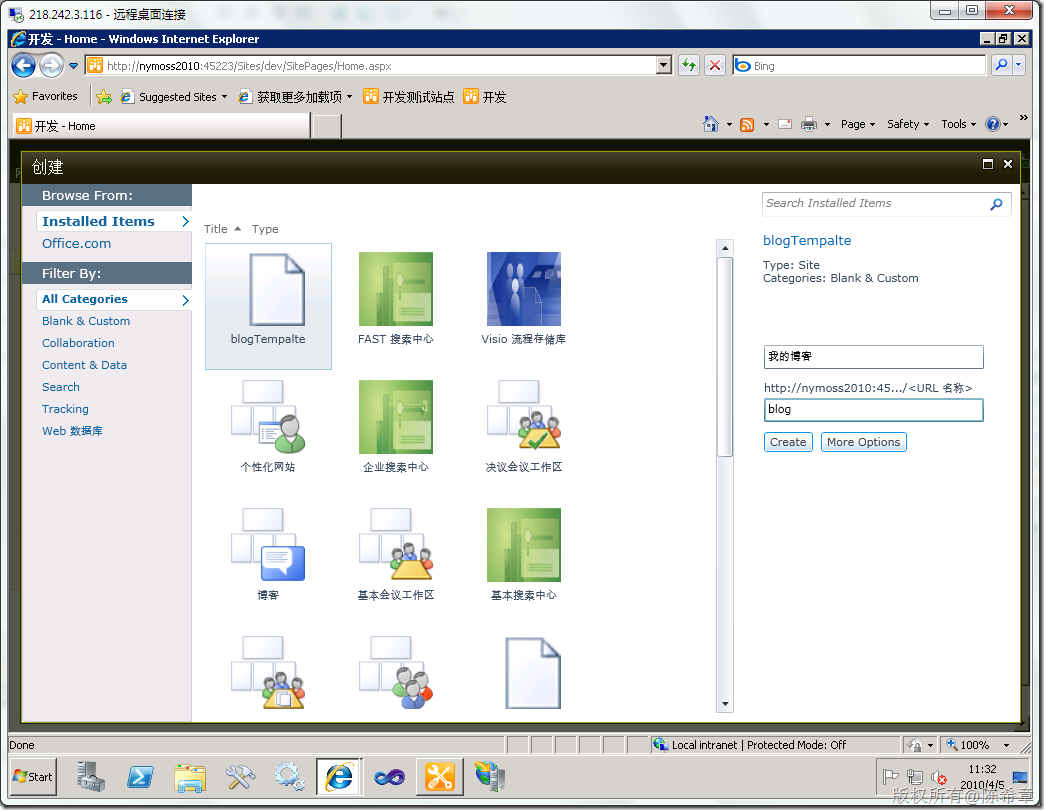 218.242.3.116 - 远程桌面连接
开发 - Home - Windows Internet Explorer
http://nymoss2010:45223/Sites/dev/SitePages/Home.aspx
Bing
Favorites
Suggested Sites
获取更多加载项
开发测试站点
开发
开发 - Home
Page
Safety
Tools
创建
Browse From:
Installed Items
Office.com
Filter By:
All Categories
Blank & Custom
Collaboration
Content & Data
Search
Tracking
Web 数据库
Title
Type
blogTempalte
FAST 搜索中心
Visio 流程存储库
个性化网站
企业搜索中心
决议会议工作区
博客
基本会议工作区
基本搜索中心
Search Installed Items
blogTempalte
Type: Site
Categories: Blank & Custom
我的博客
http://nymoss2010:45.../<URL 名称>
blog
Create
More Options
Done
Local intranet | Protected Mode: Off
100%
Start
11:32
2010/4/5
版权所有@陈希章